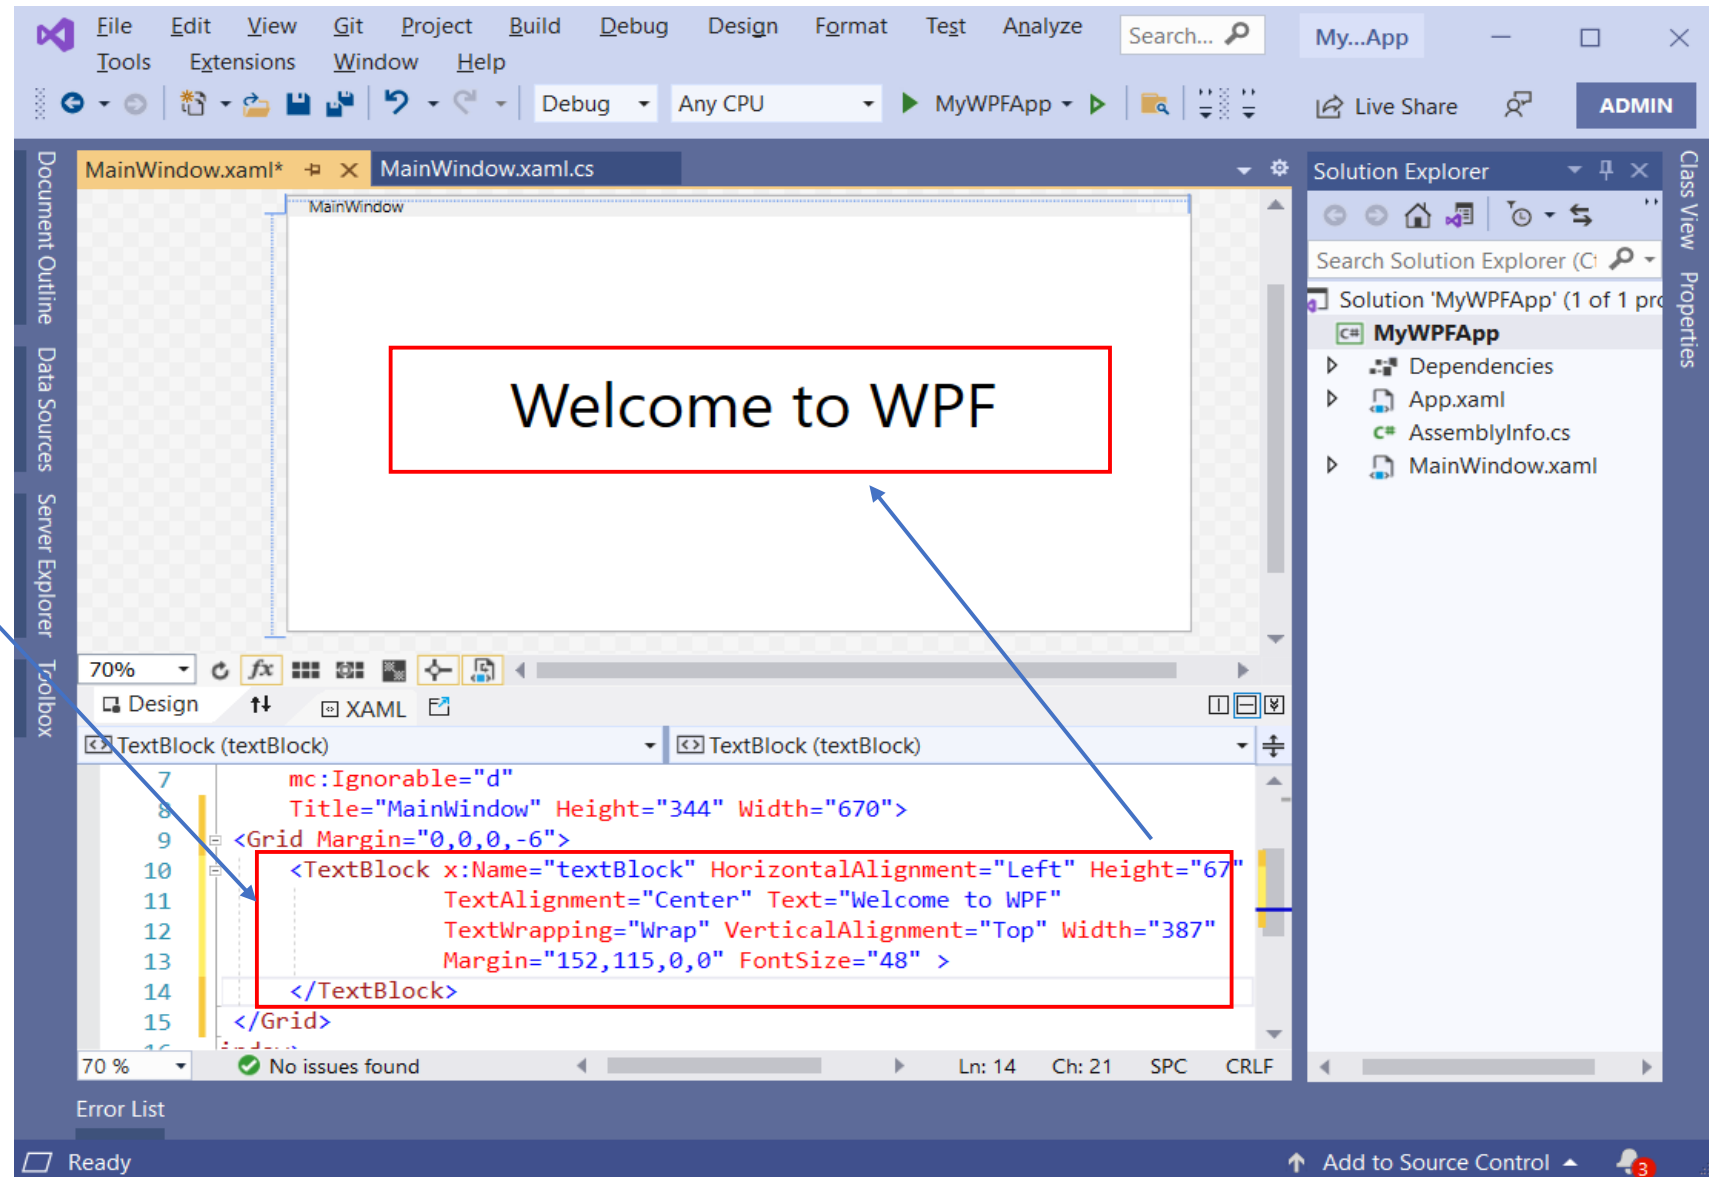 File Edit View Git Project Build Debug Design Format Test Analyze Search... My...App
Tools Extensions Window Help
Debug Any CPU MyWPFApp Live Share ADMIN
MainWindow.xaml* MainWindow.xaml.cs
MainWindow
Welcome to WPF
Document Outline
Data Sources
Server Explorer
Toolbox
70%
Design XAML
TextBlock (textBlock) TextBlock (textBlock)
7 mc:Ignorable="d"
8 Title="MainWindow" Height="344" Width="670">
9 <Grid Margin="0,0,0,-6">
10 <TextBlock x:Name="textBlock" HorizontalAlignment="Left" Height="67"
11 TextAlignment="Center" Text="Welcome to WPF"
12 TextWrapping="Wrap" VerticalAlignment="Top" Width="387"
13 Margin="152,115,0,0" FontSize="48" >
14 </TextBlock>
15 </Grid>
70 % No issues found Ln: 14 Ch: 21 SPC CRLF
Solution Explorer
Search Solution Explorer (Ct
Solution 'MyWPFApp' (1 of 1 pro
C# MyWPFApp
Dependencies
App.xaml
C# AssemblyInfo.cs
MainWindow.xaml
Class View
Properties
Error List
Ready Add to Source Control 3